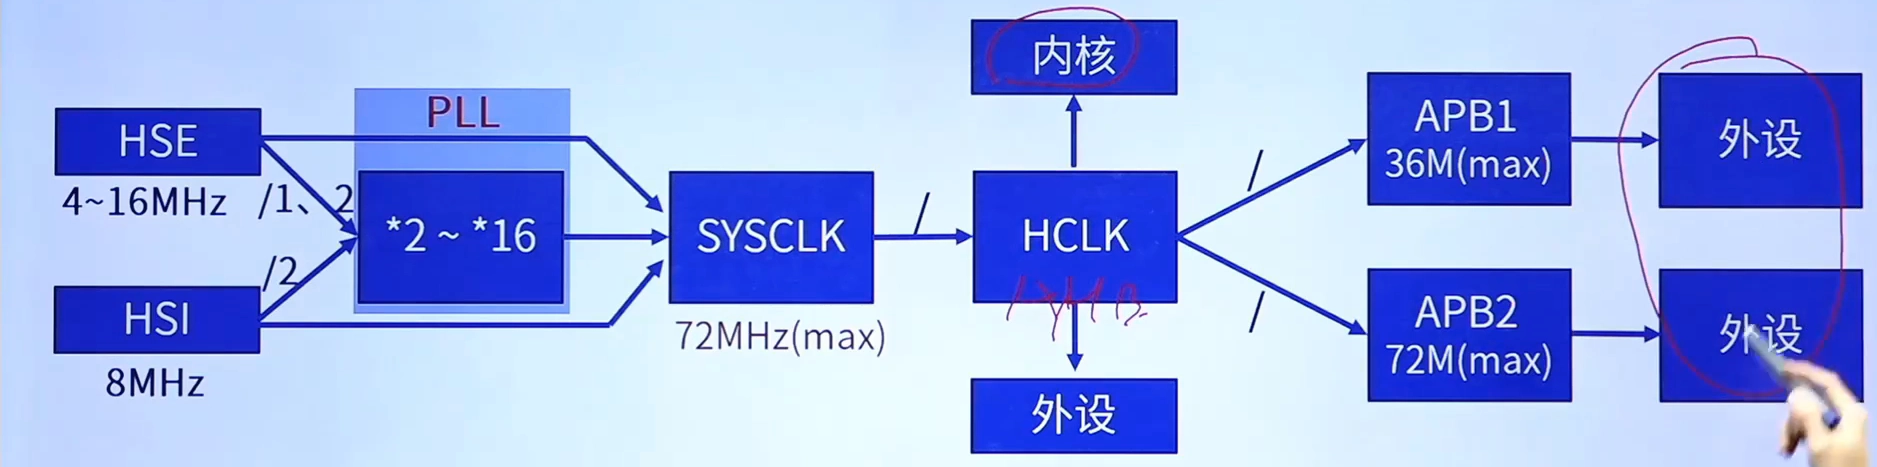 HSE
4~16MHz
/1、2
PLL
*2 ~ *16
/2
HSI
8MHz
SYSCLK
72MHz(max)
/
内核
HCLK
外设
/
/
APB1
36M(max)
外设
APB2
72M(max)
外设